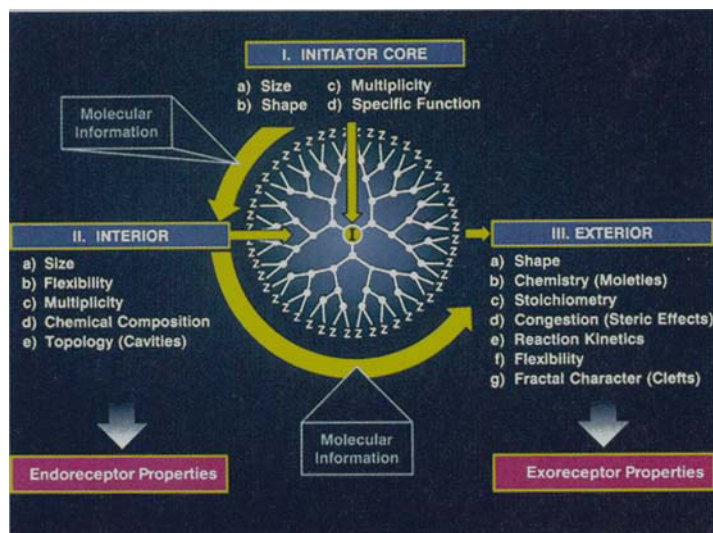 I. INITIATOR CORE
a) Size c) Multiplicity
b) Shape d) Specific Function
Molecular
Information
I
II. INTERIOR
a) Size
b) Flexibility
c) Multiplicity
d) Chemical Composition
e) Topology (Cavities)
III. EXTERIOR
a) Shape
b) Chemistry (Moieties)
c) Stoichiometry
d) Congestion (Steric Effects)
e) Reaction Kinetics
f) Flexibility
g) Fractal Character (Clefts)
Molecular
Information
Endoreceptor Properties
Exoreceptor Properties